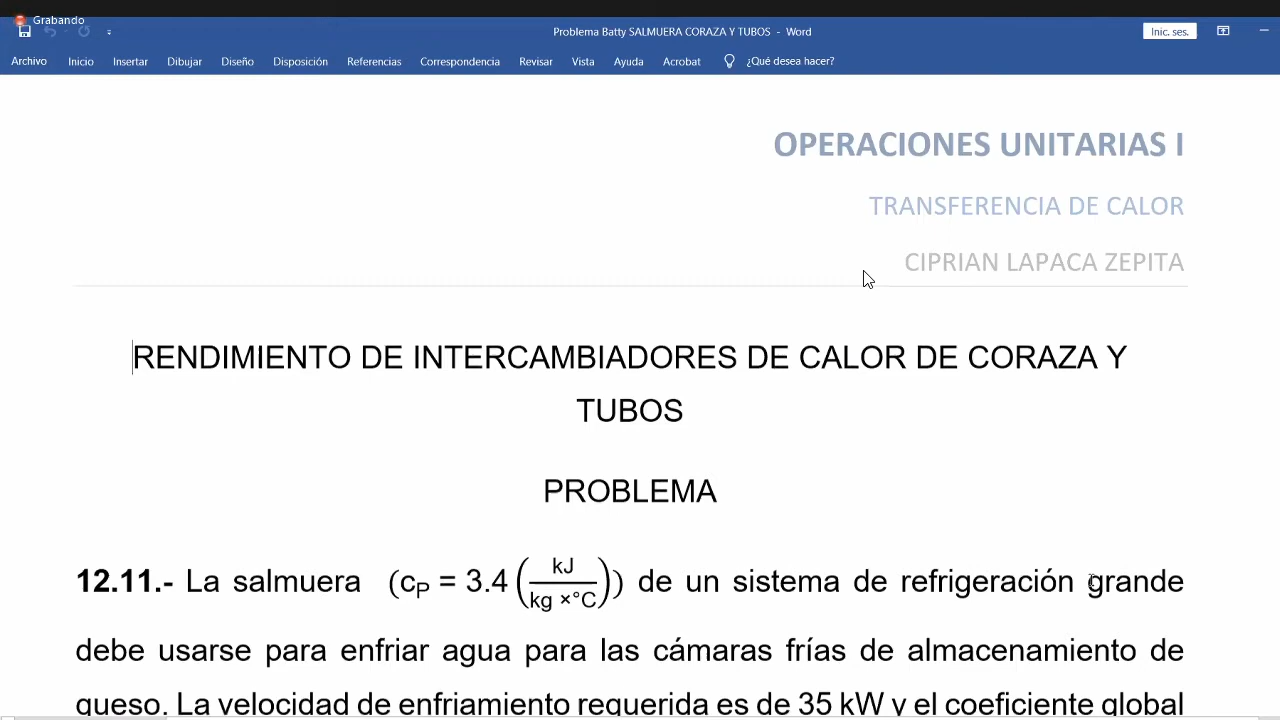 Grabando
Problema Batty SALMUERA CORAZA Y TUBOS - Word
Inic. ses.
Archivo Inicio Insertar Dibujar Diseño Disposición Referencias Correspondencia Revisar Vista Ayuda Acrobat ¿Qué desea hacer?
OPERACIONES UNITARIAS I
TRANSFERENCIA DE CALOR
CIPRIAN LAPACA ZEPITA
RENDIMIENTO DE INTERCAMBIADORES DE CALOR DE CORAZA Y
TUBOS
PROBLEMA
12.11.- La salmuera (cP = 3.4 (kJ / kg ×°C)) de un sistema de refrigeración grande
debe usarse para enfriar agua para las cámaras frías de almacenamiento de
queso. La velocidad de enfriamiento requerida es de 35 kW y el coeficiente global